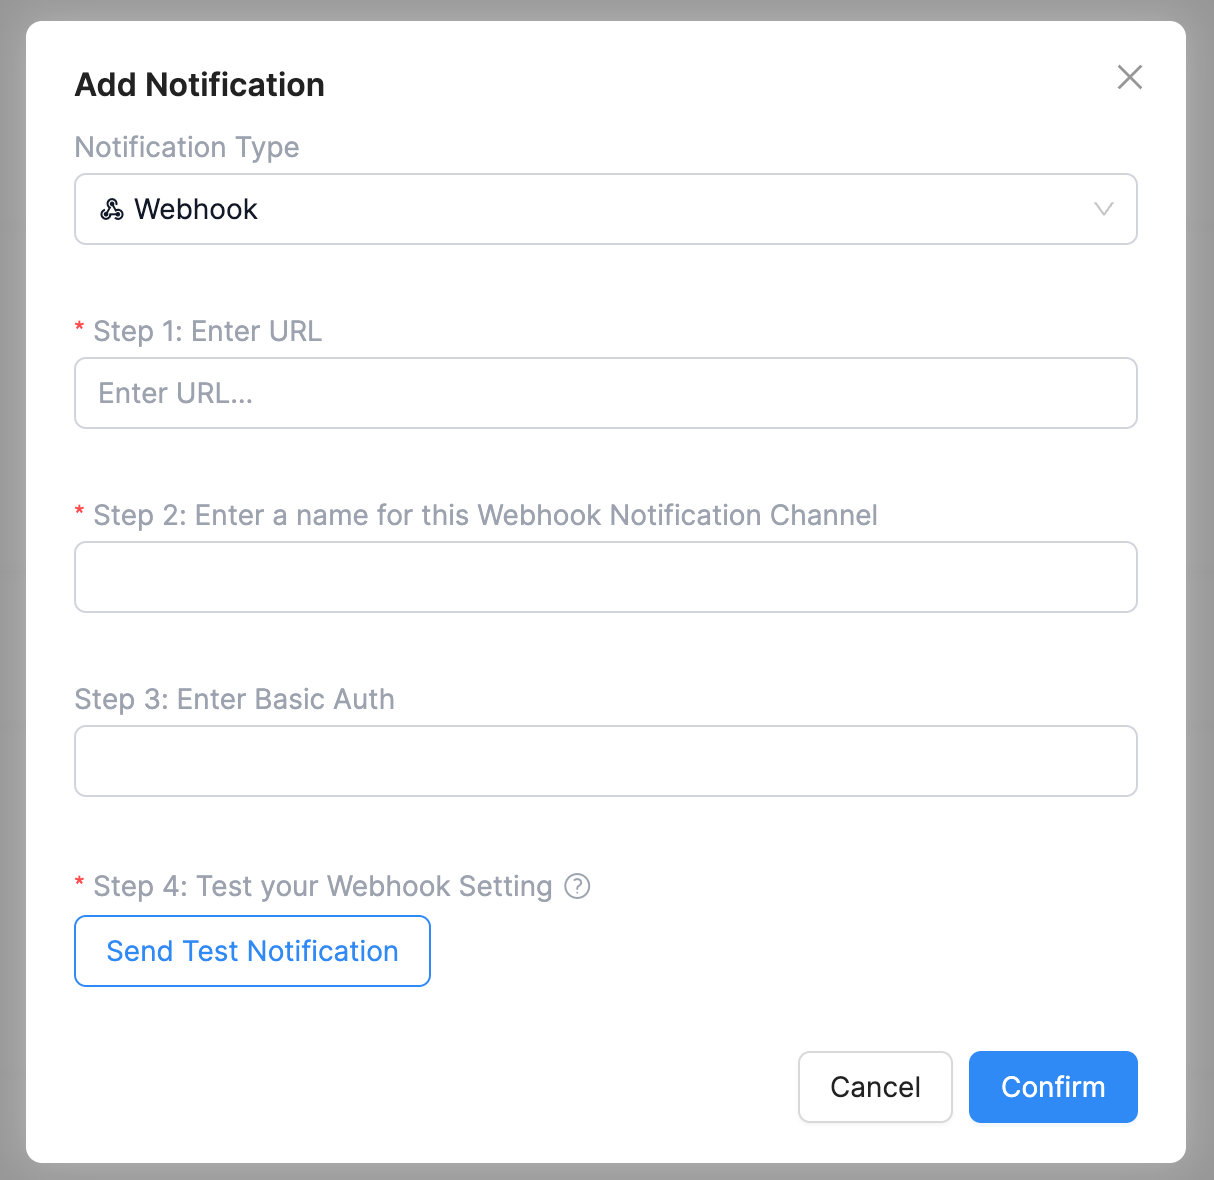 Add Notification
Notification Type
Webhook
* Step 1: Enter URL
Enter URL...
* Step 2: Enter a name for this Webhook Notification Channel
Step 3: Enter Basic Auth
* Step 4: Test your Webhook Setting ?
Send Test Notification
Cancel Confirm